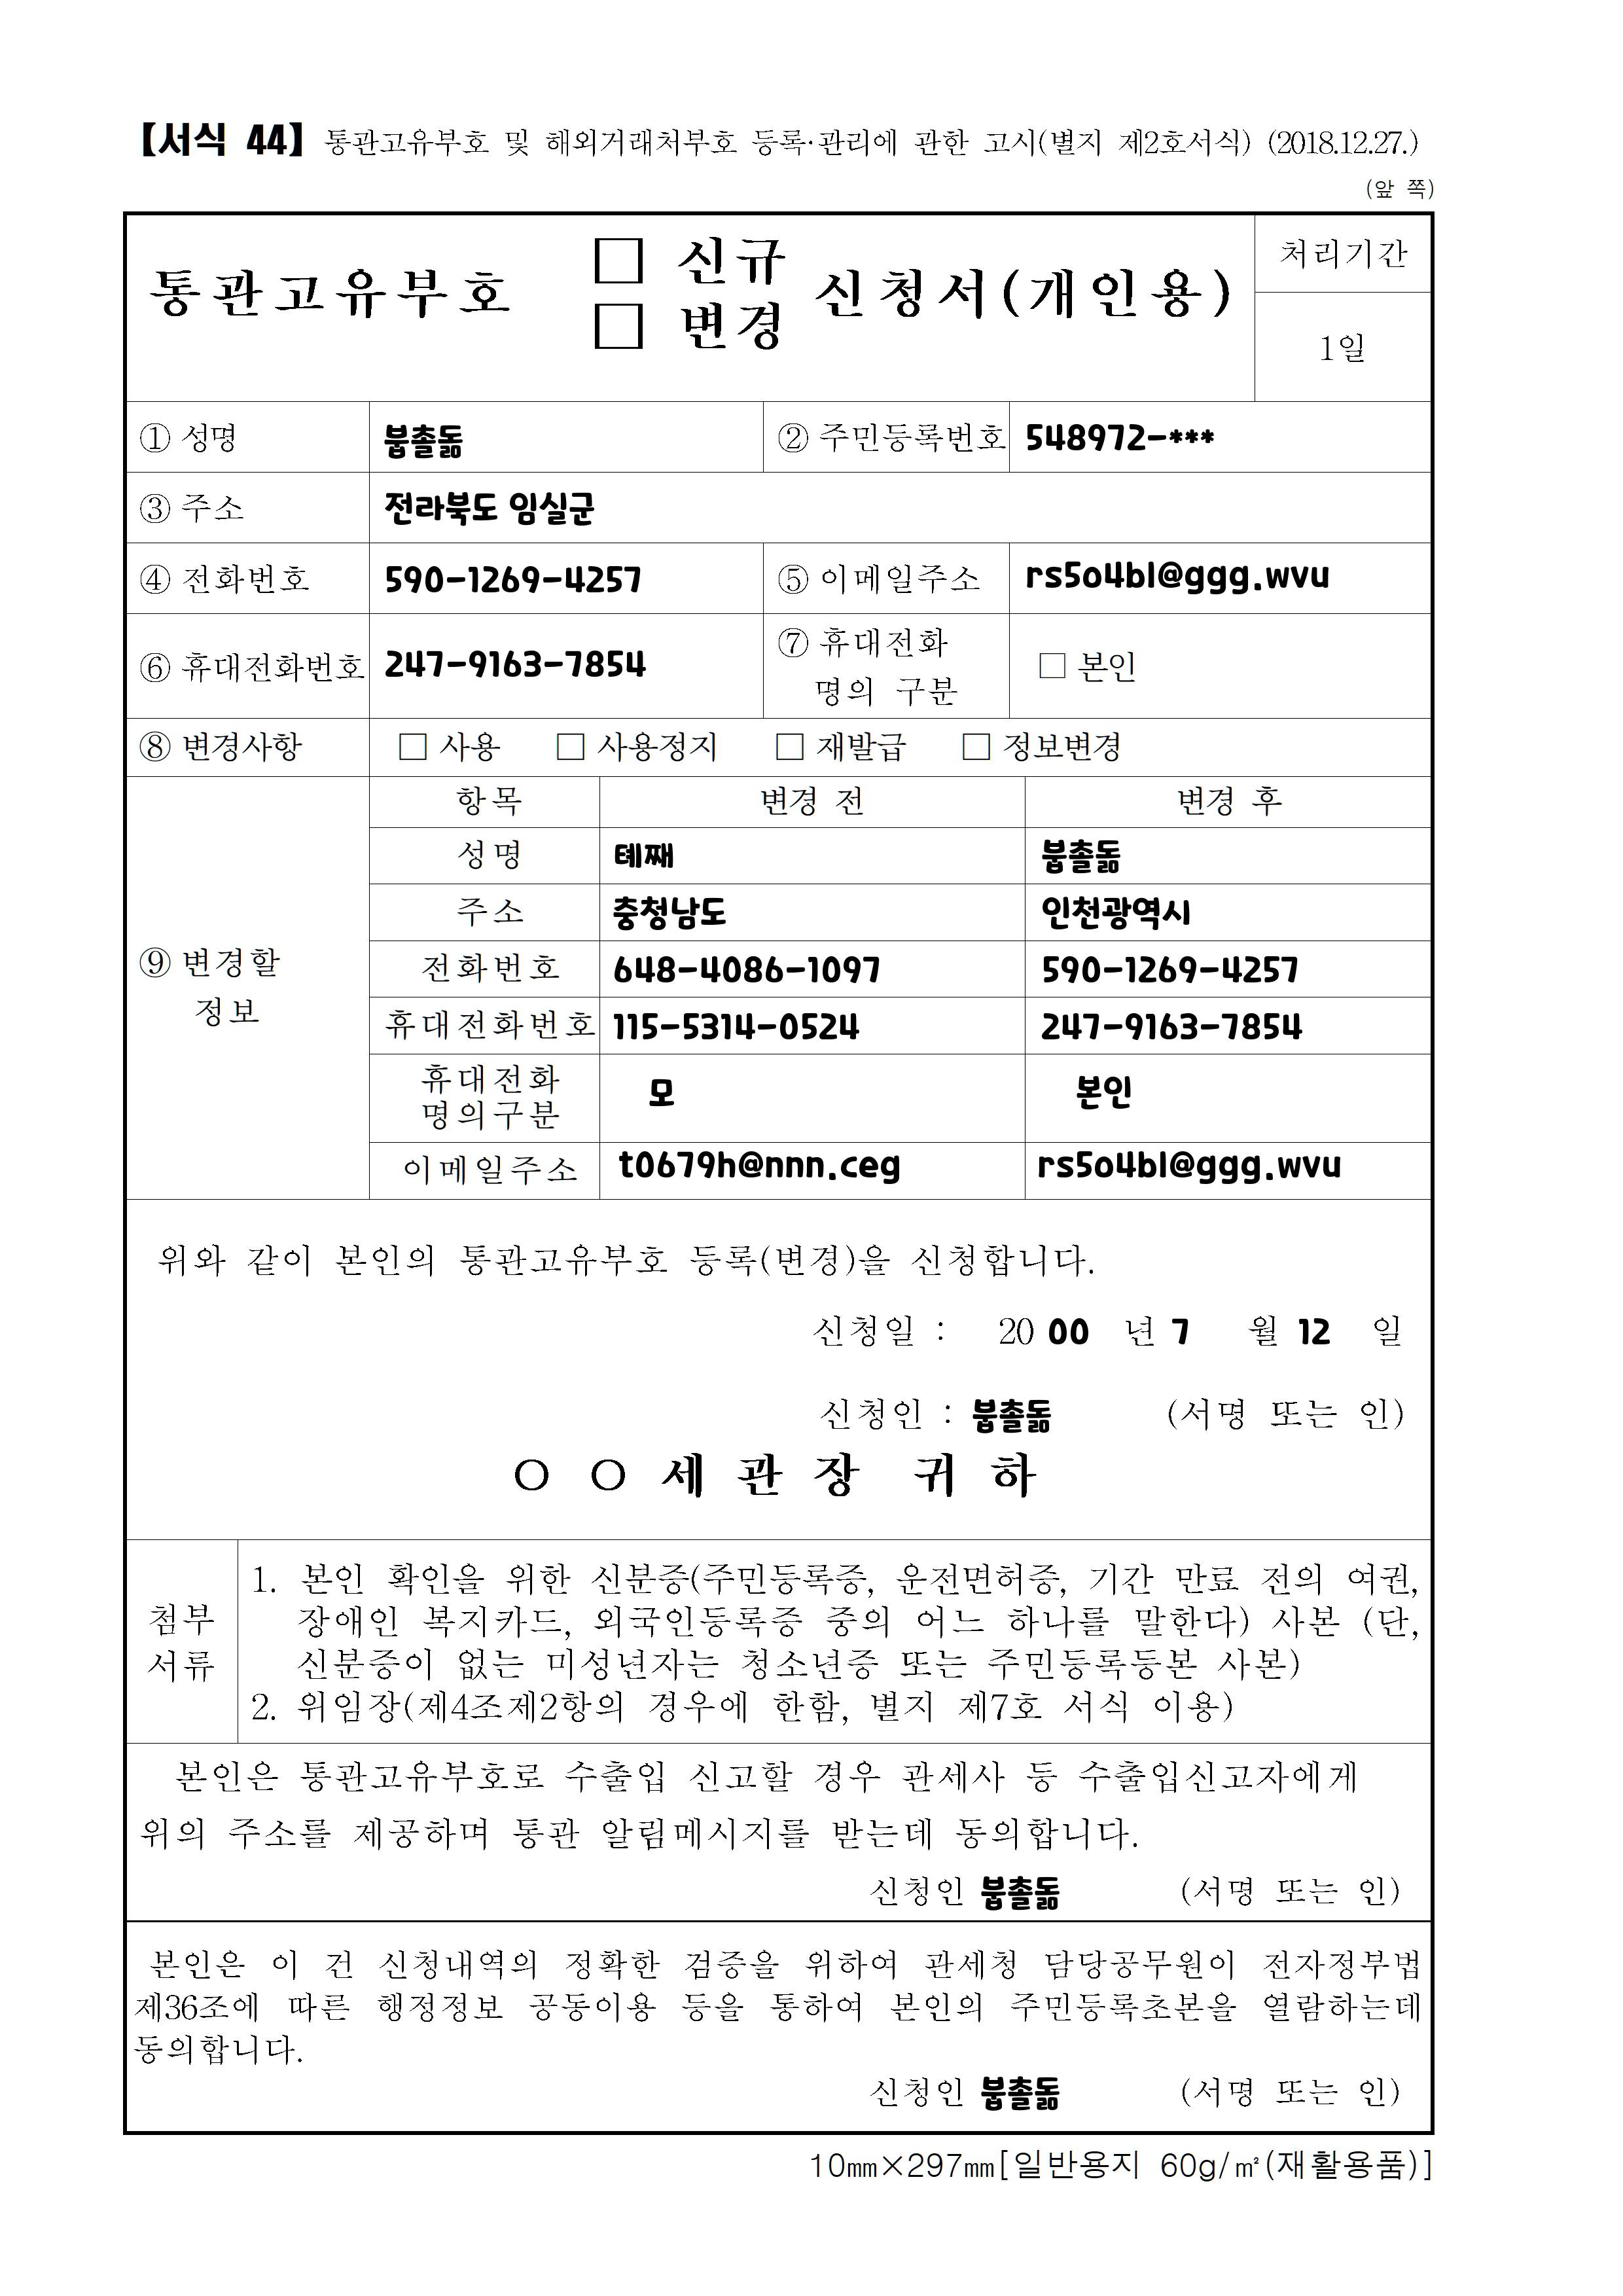 【서식 44】 통관고유부호 및 해외거래처부호 등록·관리에 관한 고시(별지 제2호서식) (2018.12.27.)
(앞 쪽)
통관고유부호 □ 신규 □ 변경 신청서(개인용)
처리기간
1일
① 성명 붑촐돎 ② 주민등록번호 548972-***
③ 주소 전라북도 임실군
④ 전화번호 590-1269-4257 ⑤ 이메일주소 rs5o4bl@ggg.wvu
⑥ 휴대전화번호 247-9163-7854 ⑦ 휴대전화 명의 구분 □ 본인
⑧ 변경사항 □ 사용 □ 사용정지 □ 재발급 □ 정보변경
⑨ 변경할 정보
항목 변경 전 변경 후
성명 톄째 붑촐돎
주소 충청남도 인천광역시
전화번호 648-4086-1097 590-1269-4257
휴대전화번호 115-5314-0524 247-9163-7854
휴대전화 명의구분 모 본인
이메일주소 t0679h@nnn.ceg rs5o4bl@ggg.wvu
위와 같이 본인의 통관고유부호 등록(변경)을 신청합니다.
신청일 : 20 00 년 7 월 12 일
신청인 : 붑촐돎 (서명 또는 인)
○ ○ 세 관 장 귀 하
첨부 서류
1. 본인 확인을 위한 신분증(주민등록증, 운전면허증, 기간 만료 전의 여권,
장애인 복지카드, 외국인등록증 중의 어느 하나를 말한다) 사본 (단,
신분증이 없는 미성년자는 청소년증 또는 주민등록등본 사본)
2. 위임장(제4조제2항의 경우에 한함, 별지 제7호 서식 이용)
본인은 통관고유부호로 수출입 신고할 경우 관세사 등 수출입신고자에게
위의 주소를 제공하며 통관 알림메시지를 받는데 동의합니다.
신청인 붑촐돎 (서명 또는 인)
본인은 이 건 신청내역의 정확한 검증을 위하여 관세청 담당공무원이 전자정부법
제36조에 따른 행정정보 공동이용 등을 통하여 본인의 주민등록초본을 열람하는데
동의합니다.
신청인 붑촐돎 (서명 또는 인)
10㎜×297㎜[일반용지 60g/㎡(재활용품)]